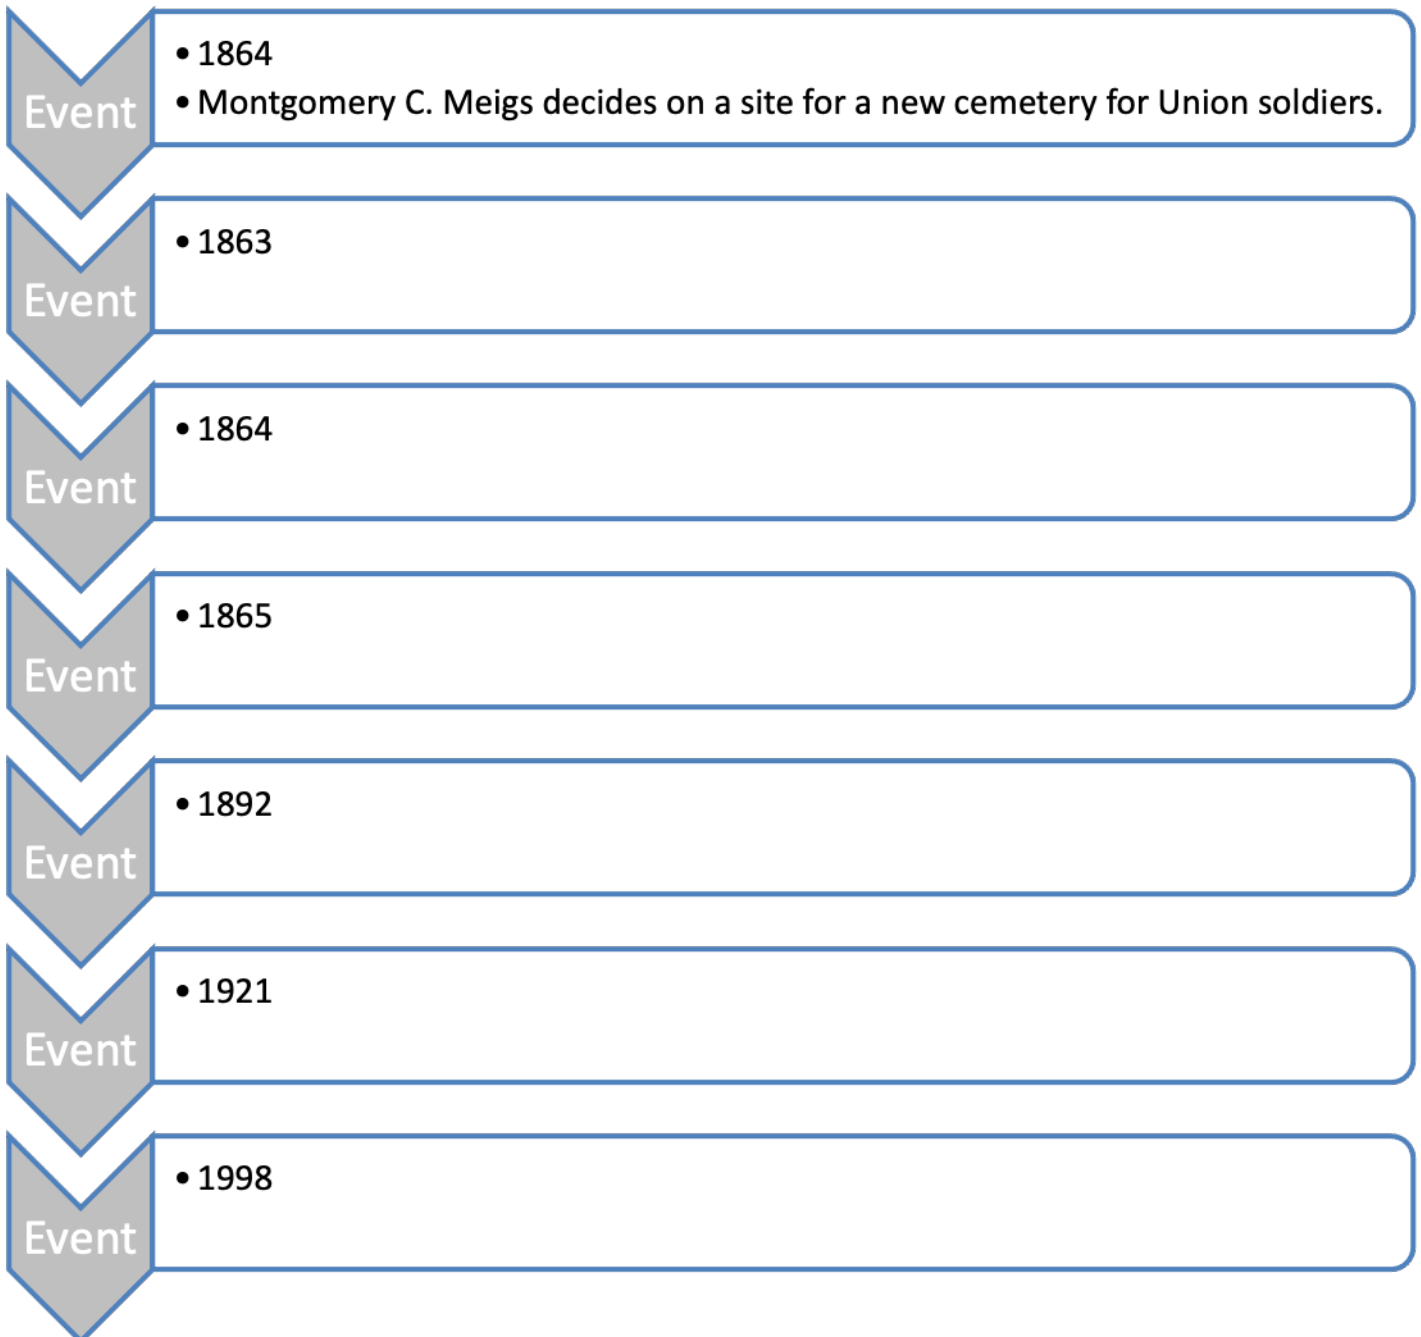 Event
• 1864
• Montgomery C. Meigs decides on a site for a new cemetery for Union soldiers.
Event
• 1863
Event
• 1864
Event
• 1865
Event
• 1892
Event
• 1921
Event
• 1998